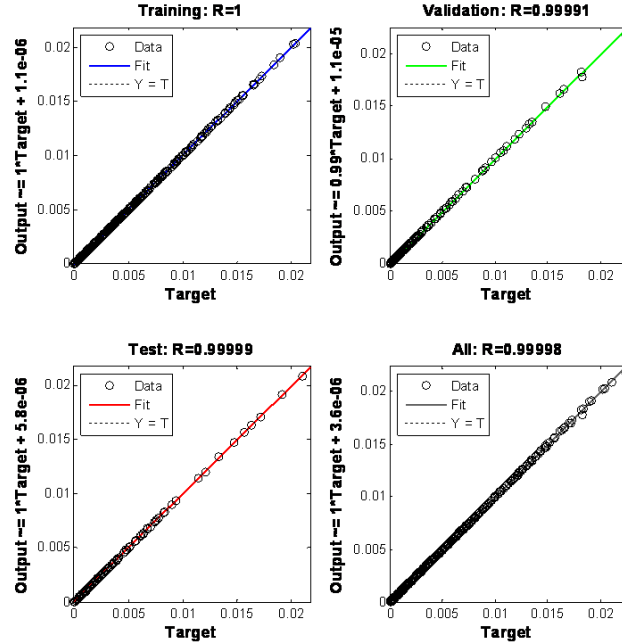 Training: R=1
Output ~= 1*Target + 1.1e-06
0.02
0.015
0.01
0.005
0
Data
Fit
Y = T
0 0.005 0.01 0.015 0.02
Target
Validation: R=0.99991
Output ~= 0.99*Target + 1.1e-05
0.02
0.015
0.01
0.005
0
Data
Fit
Y = T
0 0.005 0.01 0.015 0.02
Target
Test: R=0.99999
Output ~= 1*Target + 5.8e-06
0.02
0.015
0.01
0.005
0
Data
Fit
Y = T
0 0.005 0.01 0.015 0.02
Target
All: R=0.99998
Output ~= 1*Target + 3.6e-06
0.02
0.015
0.01
0.005
0
Data
Fit
Y = T
0 0.005 0.01 0.015 0.02
Target